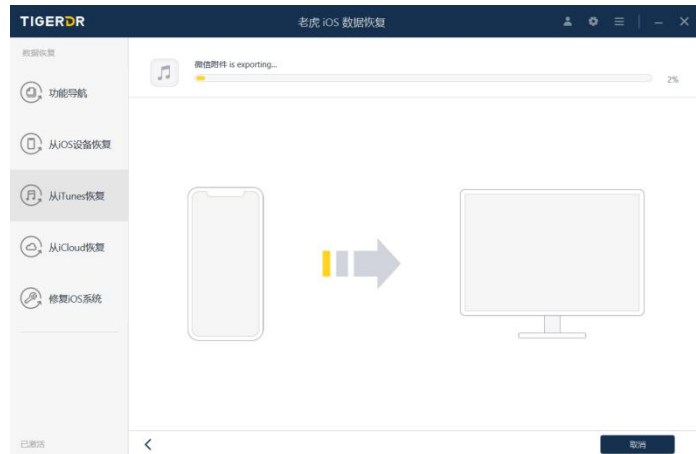 TIGERDR
老虎 iOS 数据恢复
数据恢复
功能导航
从iOS设备恢复
从iTunes恢复
从iCloud恢复
修复iOS系统
已激活
微信附件 is exporting...
2%
取消